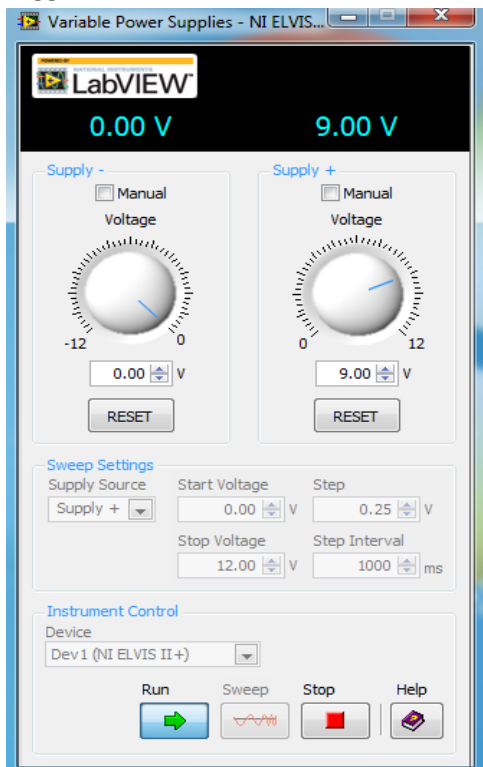 Variable Power Supplies - NI ELVIS...
POWERED BY
NATIONAL INSTRUMENTS
LabVIEW™
0.00 V 9.00 V
Supply - Supply +
Manual Manual
Voltage Voltage
-12 0 0 12
0.00 V 9.00 V
RESET RESET
Sweep Settings
Supply Source Start Voltage Step
Supply + 0.00 V 0.25 V
Stop Voltage Step Interval
12.00 V 1000 ms
Instrument Control
Device
Dev1 (NI ELVIS II+)
Run Sweep Stop Help